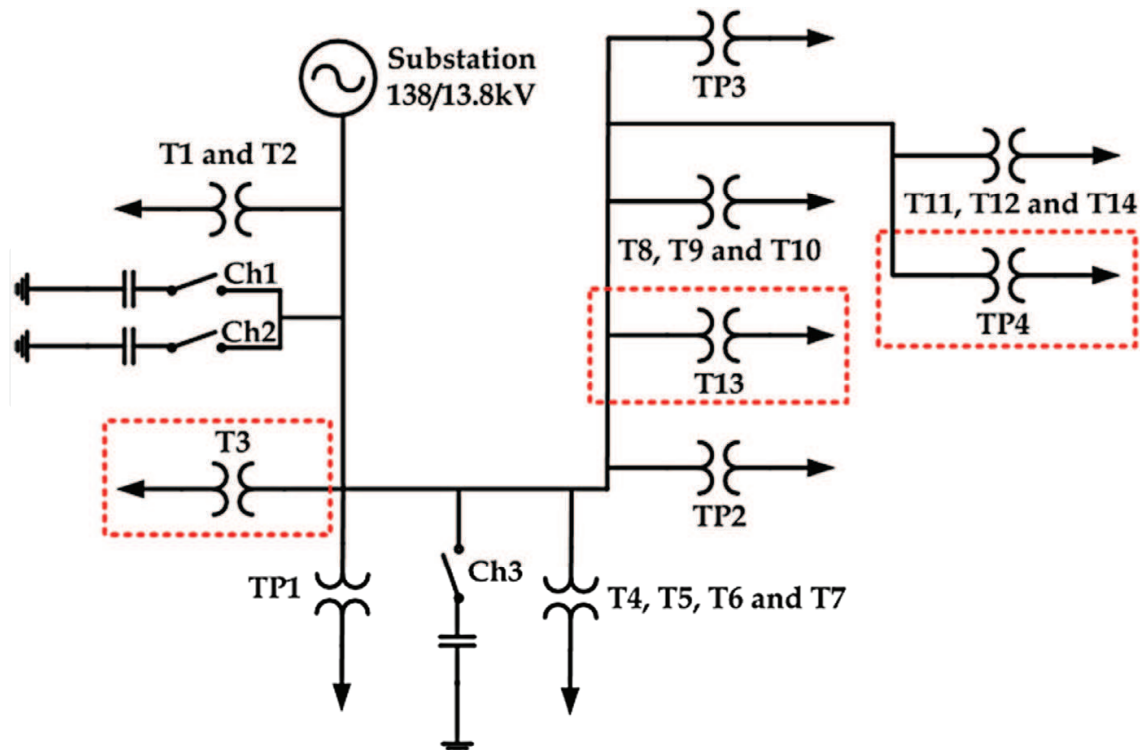 Substation
138/13.8kV
TP3
T1 and T2
T11, T12 and T14
T8, T9 and T10
Ch1
Ch2
TP4
T13
T3
TP2
TP1
Ch3
T4, T5, T6 and T7